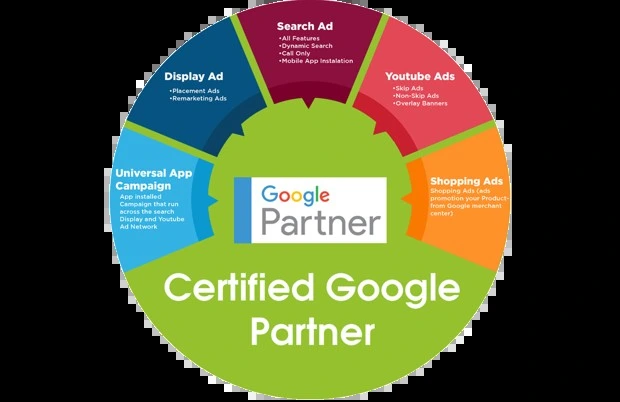 Search Ad
•All Features
•Dynamic Search
•Call Only
•Mobile App Instalation
Display Ad
•Placement Ads
•Remarketing Ads
Youtube Ads
•Skip Ads
•Non-Skip Ads
•Overlay Banners
Universal App
Campaign
App installed
Campaign that run
across the search
Display and Youtube
Ad Network
Shopping Ads
Shopping Ads (ads
promotion your Product
from Google merchant
center)
Google
Partner
Certified Google
Partner